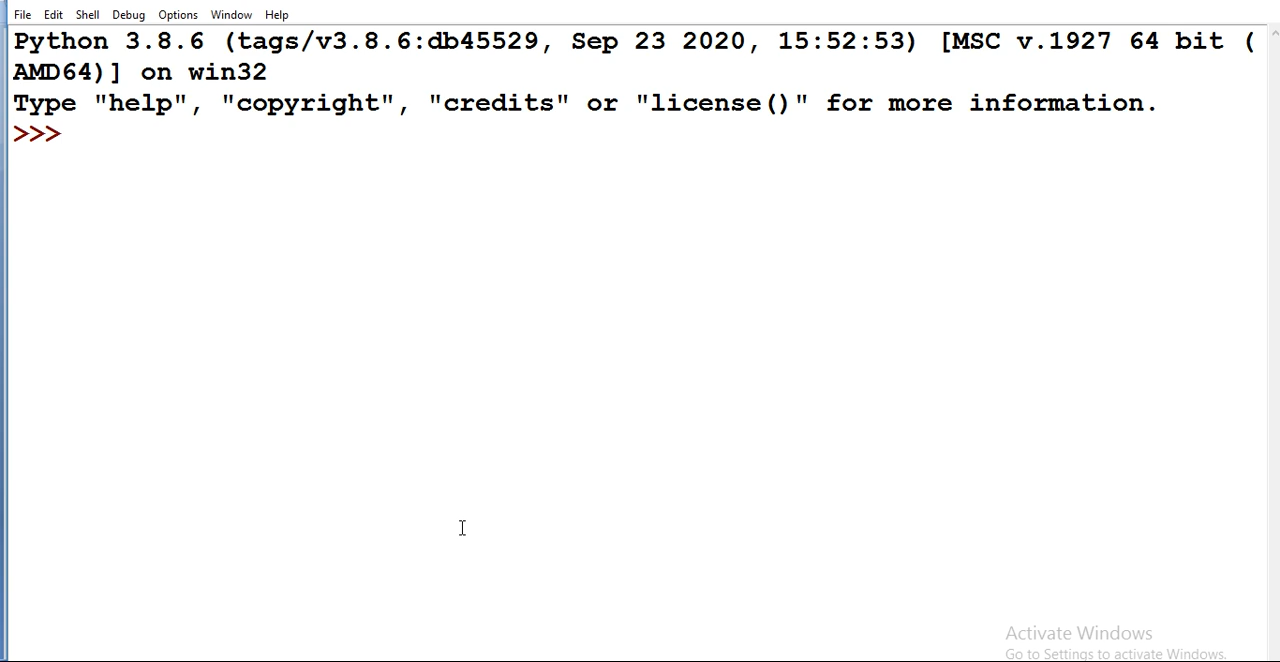 File Edit Shell Debug Options Window Help
Python 3.8.6 (tags/v3.8.6:db45529, Sep 23 2020, 15:52:53) [MSC v.1927 64 bit (
AMD64)] on win32
Type "help", "copyright", "credits" or "license()" for more information.
>>>
Activate Windows
Go to Settings to activate Windows.